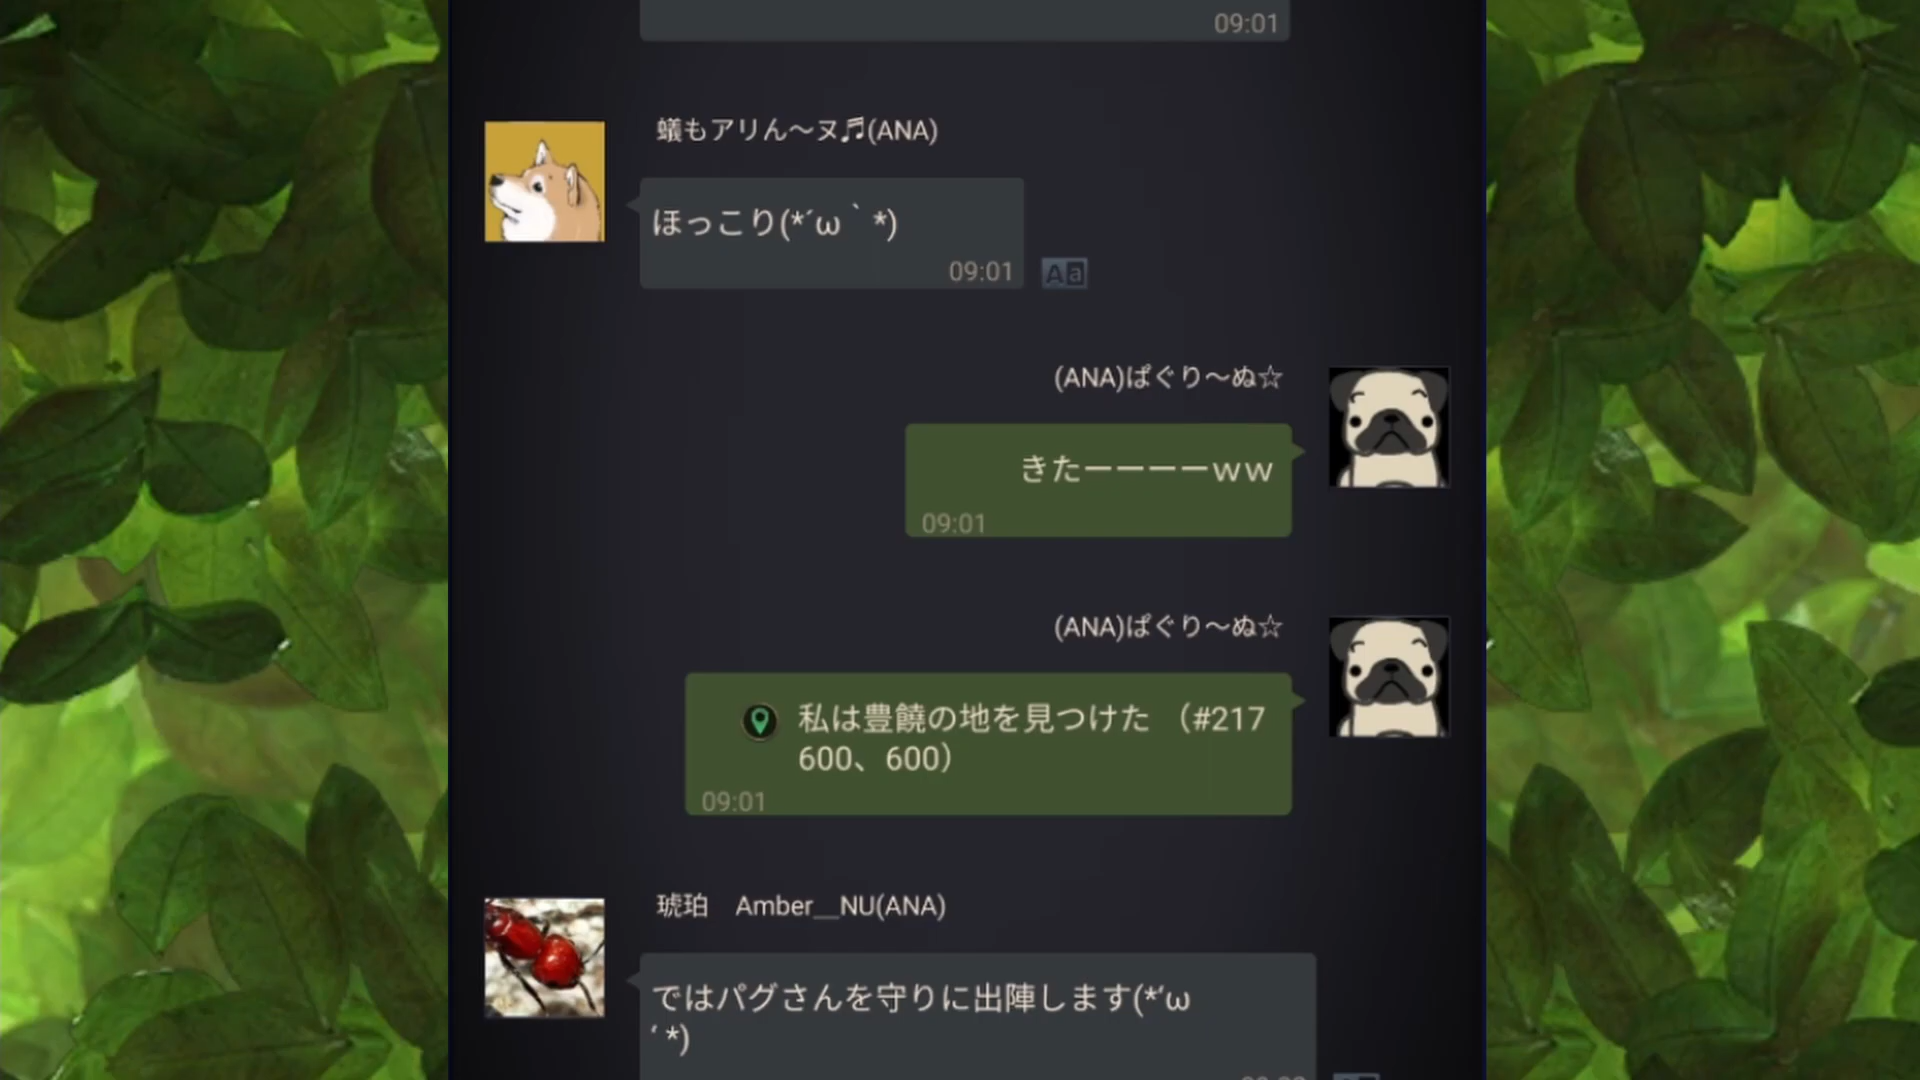 09:01
蟻もアリん～ヌ♬(ANA)
ほっこり(*´ω｀*)
09:01
Aa
(ANA)ぱぐり～ぬ☆
きたーーーーww
09:01
(ANA)ぱぐり～ぬ☆
私は豊饒の地を見つけた （#217
600、600）
09:01
琥珀　Amber__NU(ANA)
ではパグさんを守りに出陣します(*‘ω
‘ *)